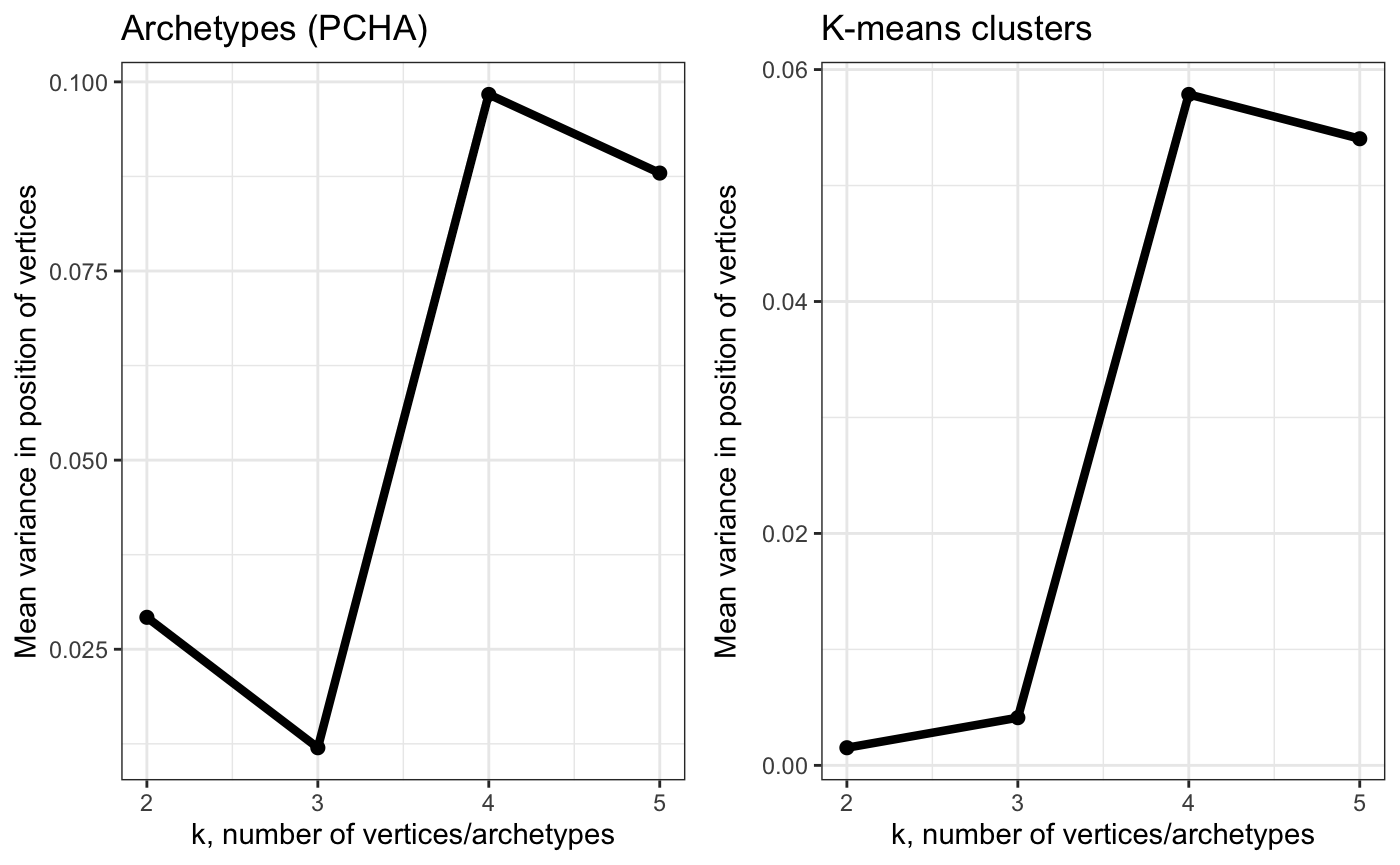 Archetypes (PCHA)
Mean variance in position of vertices
0.100
0.075
0.050
0.025
2 3 4 5
k, number of vertices/archetypes
K-means clusters
Mean variance in position of vertices
0.06
0.04
0.02
0.00
2 3 4 5
k, number of vertices/archetypes